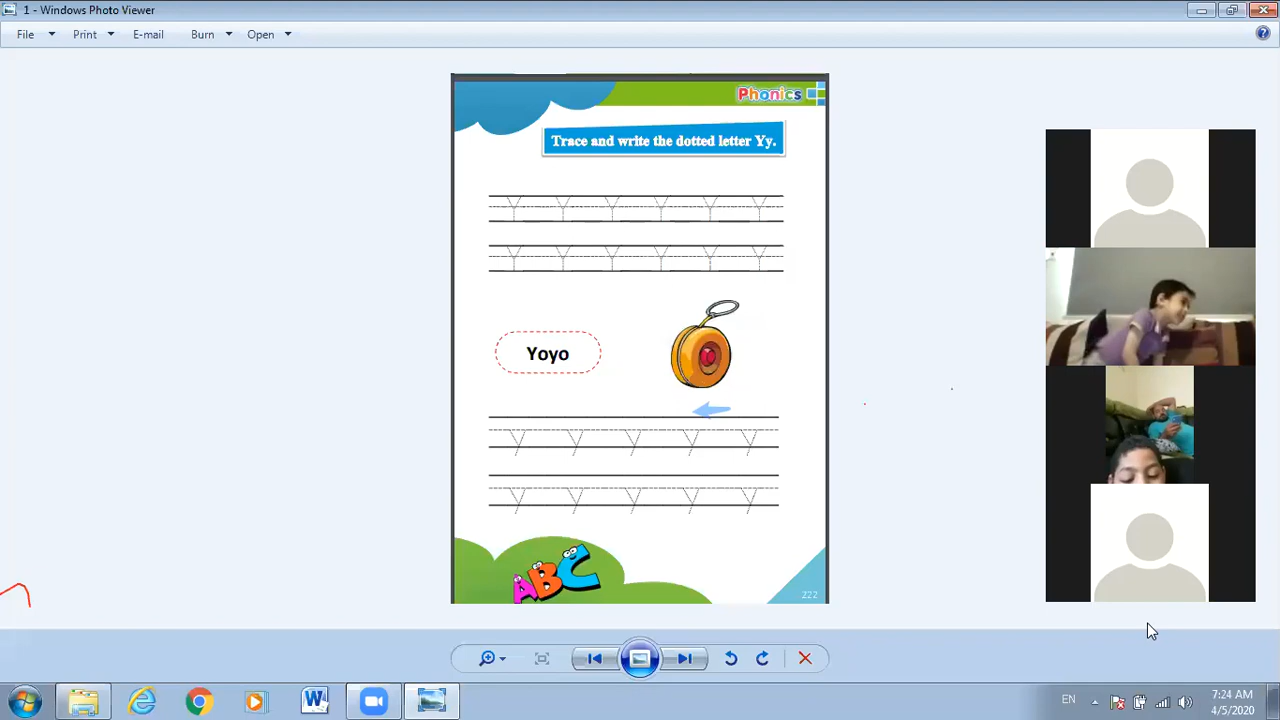 1 - Windows Photo Viewer
File Print E-mail Burn Open
Phonics
Trace and write the dotted letter Yy.
Y Y Y Y Y Y
Y Y Y Y Y Y
Yoyo
y y y y y
y y y y y
ABC
222
EN
7:24 AM
4/5/2020